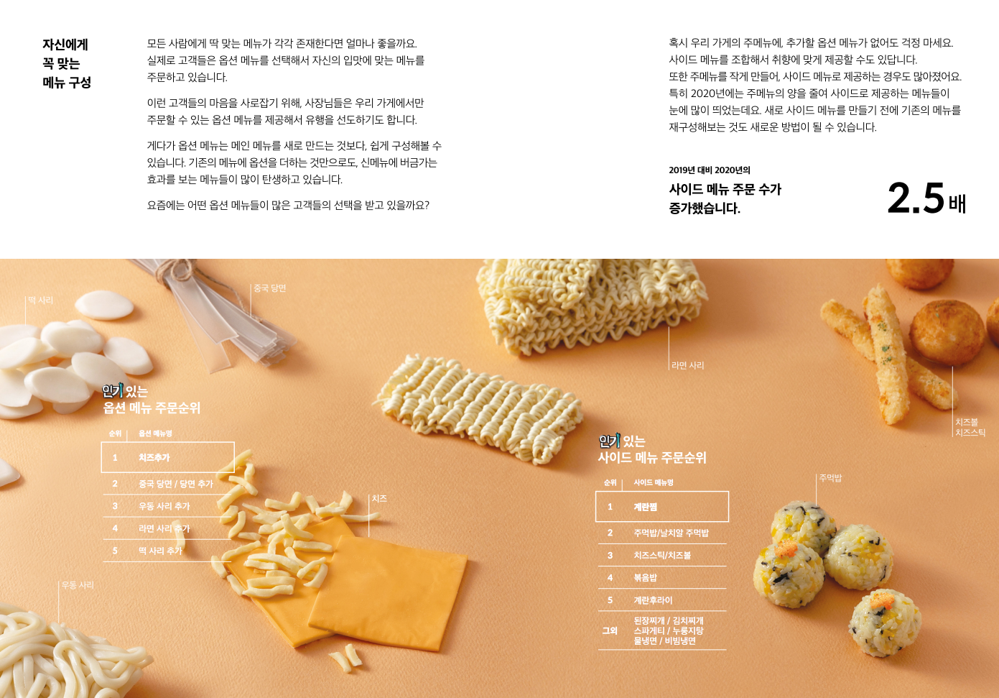 자신에게
꼭 맞는
메뉴 구성
모든 사람에게 딱 맞는 메뉴가 각각 존재한다면 얼마나 좋을까요.
실제로 고객들은 옵션 메뉴를 선택해서 자신의 입맛에 맞는 메뉴를
주문하고 있습니다.
이런 고객들의 마음을 사로잡기 위해, 사장님들은 우리 가게에서만
주문할 수 있는 옵션 메뉴를 제공해서 유행을 선도하기도 합니다.
게다가 옵션 메뉴는 메인 메뉴를 새로 만드는 것보다, 쉽게 구성해볼 수
있습니다. 기존의 메뉴에 옵션을 더하는 것만으로도, 신메뉴에 버금가는
효과를 보는 메뉴들이 많이 탄생하고 있습니다.
요즘에는 어떤 옵션 메뉴들이 많은 고객들의 선택을 받고 있을까요?
혹시 우리 가게의 주메뉴에, 추가할 옵션 메뉴가 없어도 걱정 마세요.
사이드 메뉴를 조합해서 취향에 맞게 제공할 수도 있답니다.
또한 주메뉴를 작게 만들어, 사이드 메뉴로 제공하는 경우도 많아졌어요.
특히 2020년에는 주메뉴의 양을 줄여 사이드로 제공하는 메뉴들이
눈에 많이 띄었는데요. 새로 사이드 메뉴를 만들기 전에 기존의 메뉴를
재구성해보는 것도 새로운 방법이 될 수 있습니다.
2019년 대비 2020년의
사이드 메뉴 주문 수가
증가했습니다.
2.5배
떡 사리
중국 당면
라면 사리
치즈볼
치즈스틱
인기 있는
옵션 메뉴 주문순위
순위 옵션 메뉴명
1 치즈추가
2 중국 당면 / 당면 추가
3 우동 사리 추가
4 라면 사리 추가
5 떡 사리 추가
치즈
우동 사리
인기 있는
사이드 메뉴 주문순위
순위 사이드 메뉴명
1 계란찜
2 주먹밥/날치알 주먹밥
3 치즈스틱/치즈볼
4 볶음밥
5 계란후라이
그외 된장찌개 / 김치찌개
스파게티 / 누룽지탕
물냉면 / 비빔냉면
주먹밥